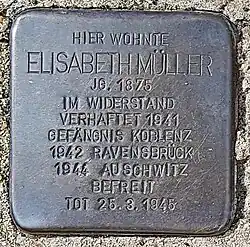 HIER WOHNTE
ELISABETH MÜLLER
JG. 1875
IM WIDERSTAND
VERHAFTET 1941
GEFÄNGNIS KOBLENZ
1942 RAVENSBRÜCK
1944 AUSCHWITZ
BEFREIT
TOT 25.3.1945